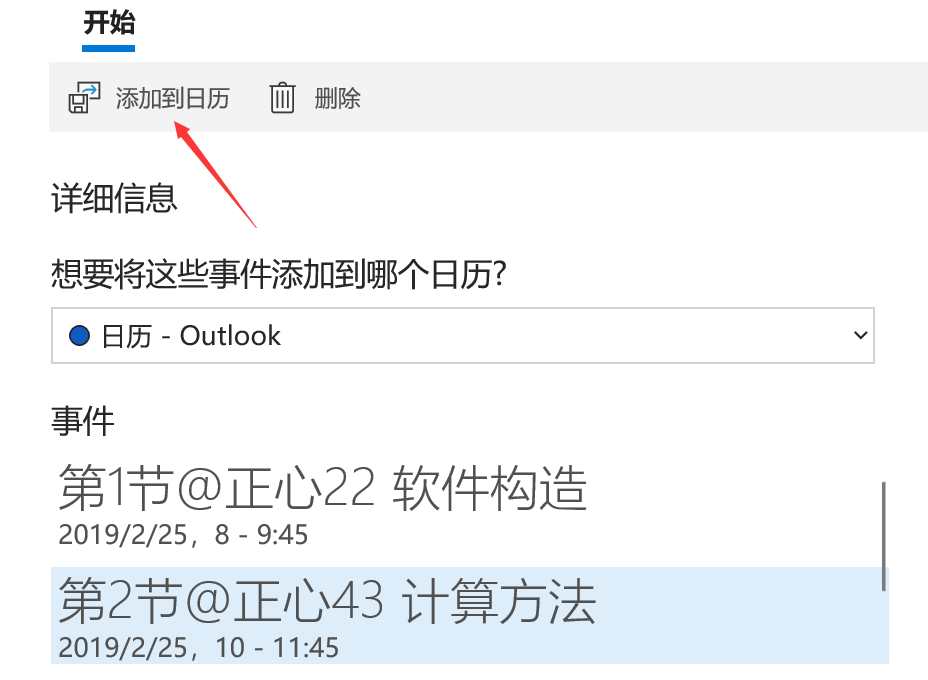 开始
添加到日历 删除
详细信息
想要将这些事件添加到哪个日历?
日历 - Outlook
事件
第1节@正心22 软件构造
2019/2/25，8 - 9:45
第2节@正心43 计算方法
2019/2/25，10 - 11:45